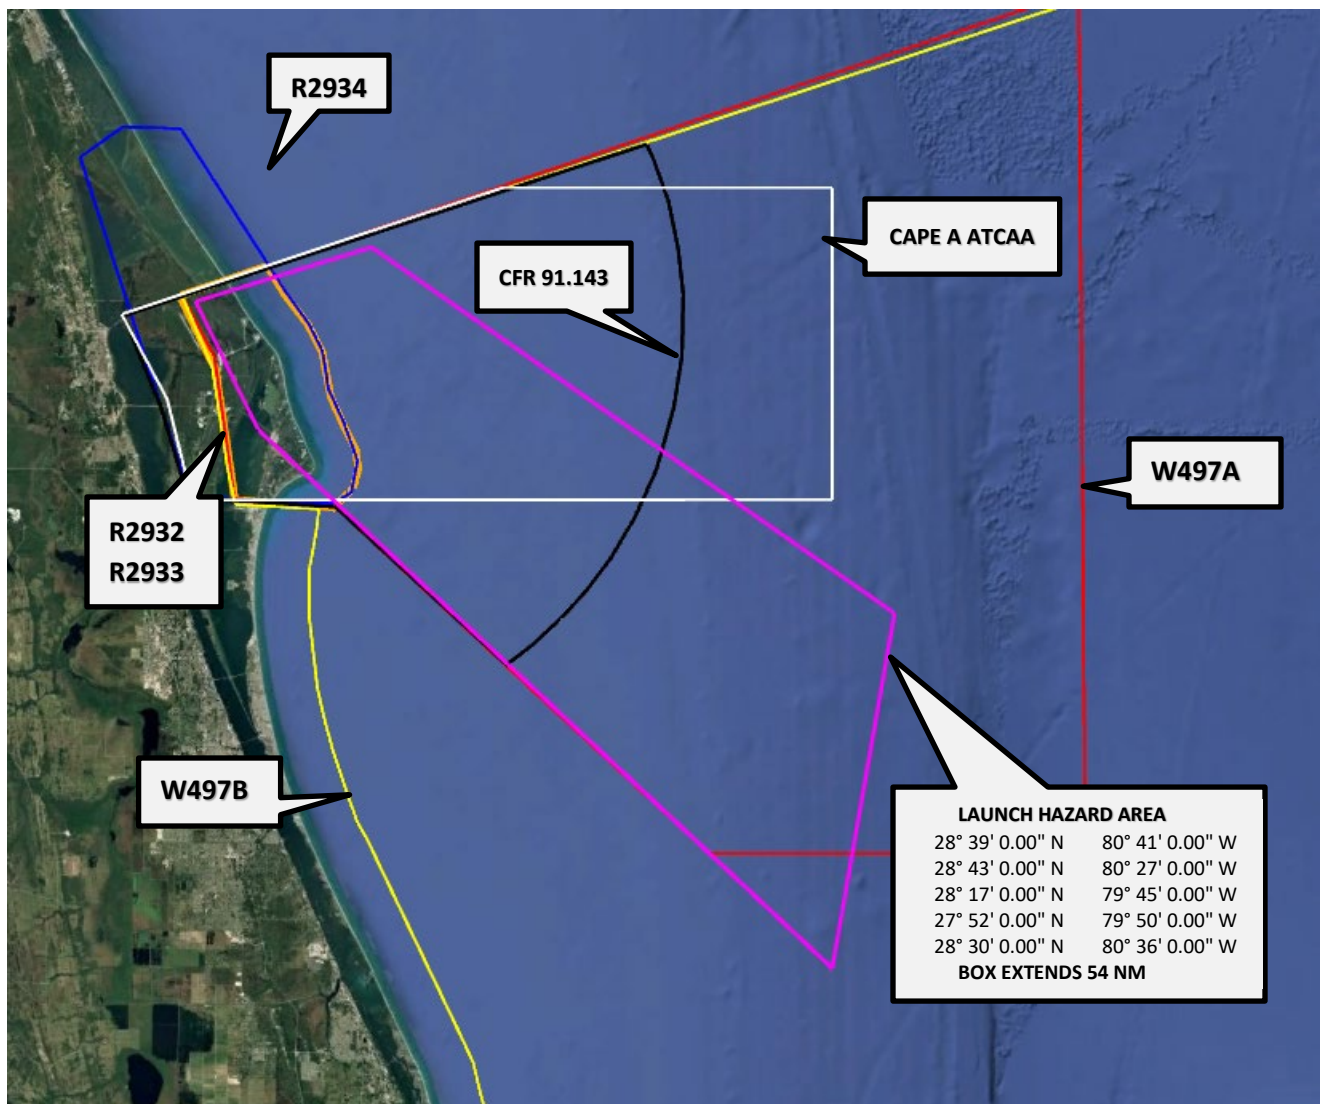 R2934
CAPE A ATCAA
CFR 91.143
W497A
R2932
R2933
W497B
LAUNCH HAZARD AREA
28° 39' 0.00" N 80° 41' 0.00" W
28° 43' 0.00" N 80° 27' 0.00" W
28° 17' 0.00" N 79° 45' 0.00" W
27° 52' 0.00" N 79° 50' 0.00" W
28° 30' 0.00" N 80° 36' 0.00" W
BOX EXTENDS 54 NM